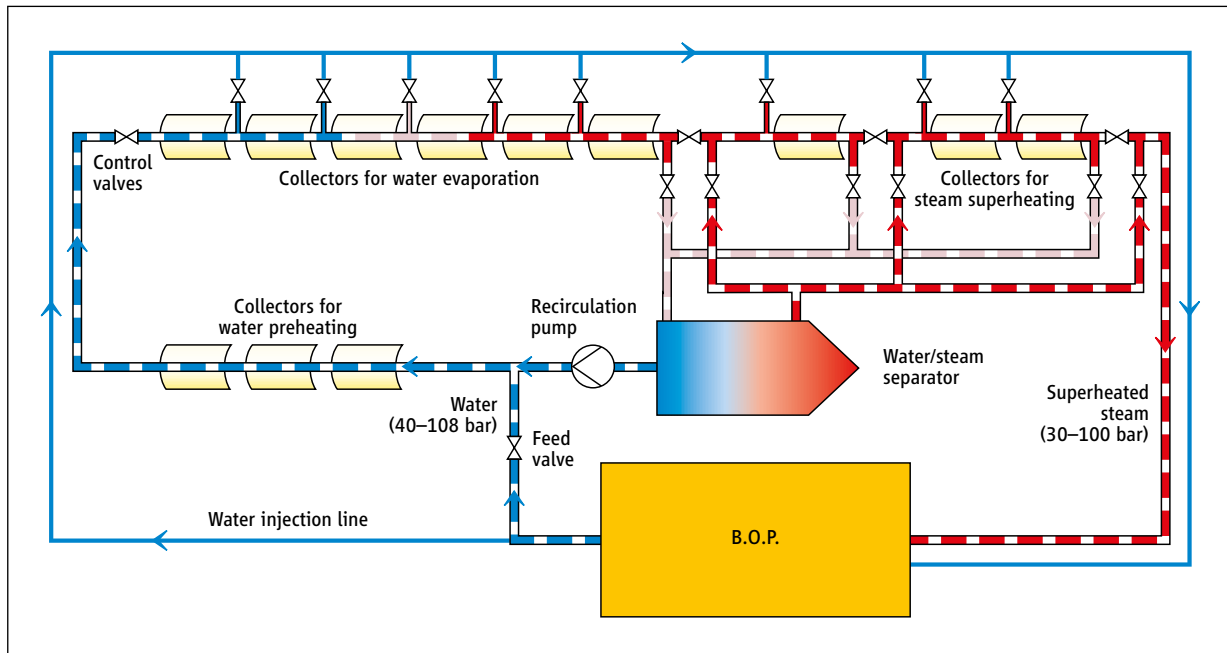 Control
valves
Collectors for water evaporation
Collectors for
steam superheating
Collectors for
water preheating
Recirculation
pump
Water/steam
separator
Water
(40–108 bar)
Feed
valve
Superheated
steam
(30–100 bar)
Water injection line
B.O.P.